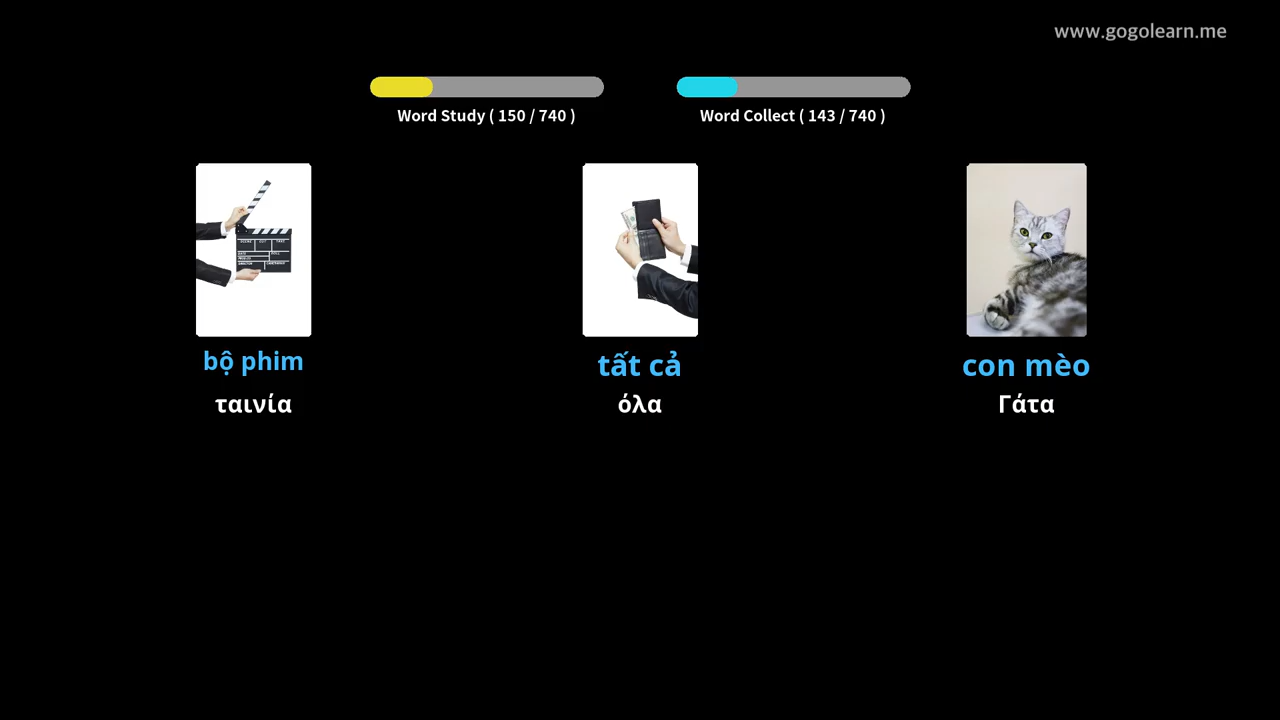 www.gogolearn.me
Word Study ( 150 / 740 )
Word Collect ( 143 / 740 )
bộ phim
ταινία
tất cả
όλα
con mèo
Γάτα